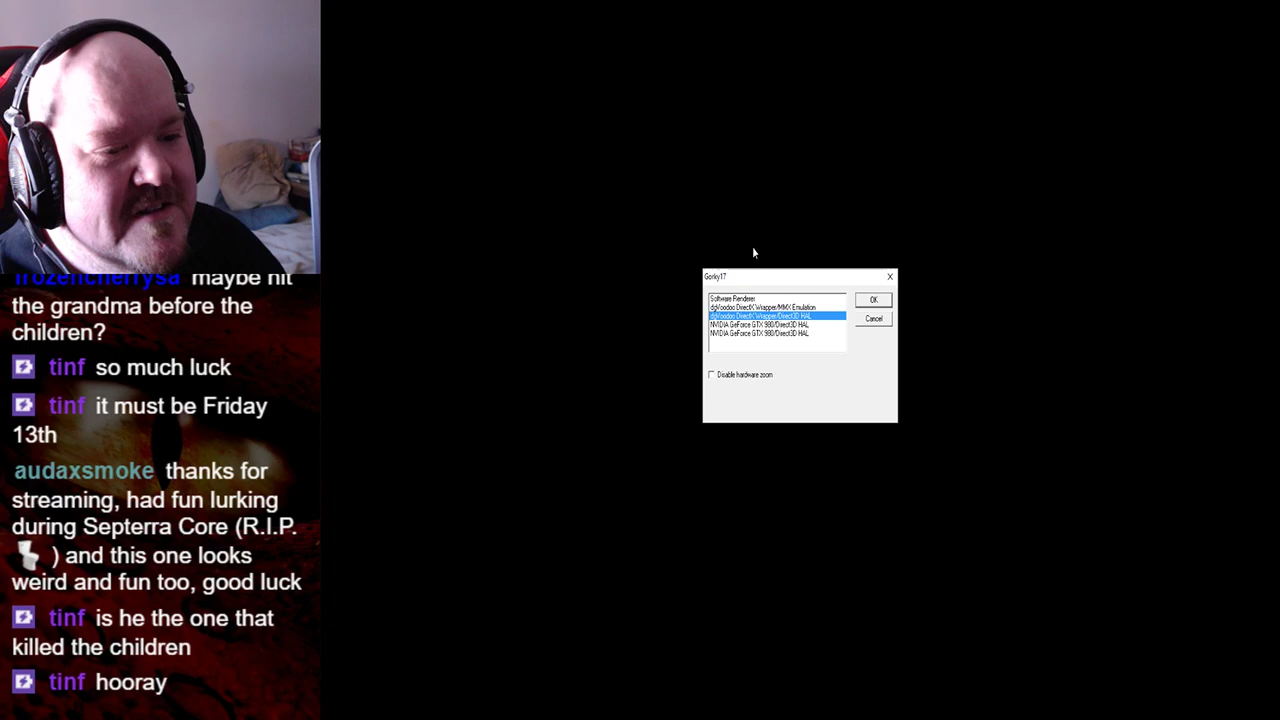 frozencherrysa maybe hit
the grandma before the
children?
tinf so much luck
tinf it must be Friday
13th
audaxsmoke thanks for
streaming, had fun lurking
during Septerra Core (R.I.P.
) and this one looks
weird and fun too, good luck
tinf is he the one that
killed the children
tinf hooray
Gorky17
Software Renderer
dgVoodoo DirectX Wrapper/MMX Emulation
dgVoodoo DirectX Wrapper/Direct3D HAL
NVIDIA GeForce GTX 980/Direct3D HAL
NVIDIA GeForce GTX 980/Direct3D HAL
OK
Cancel
Disable hardware zoom